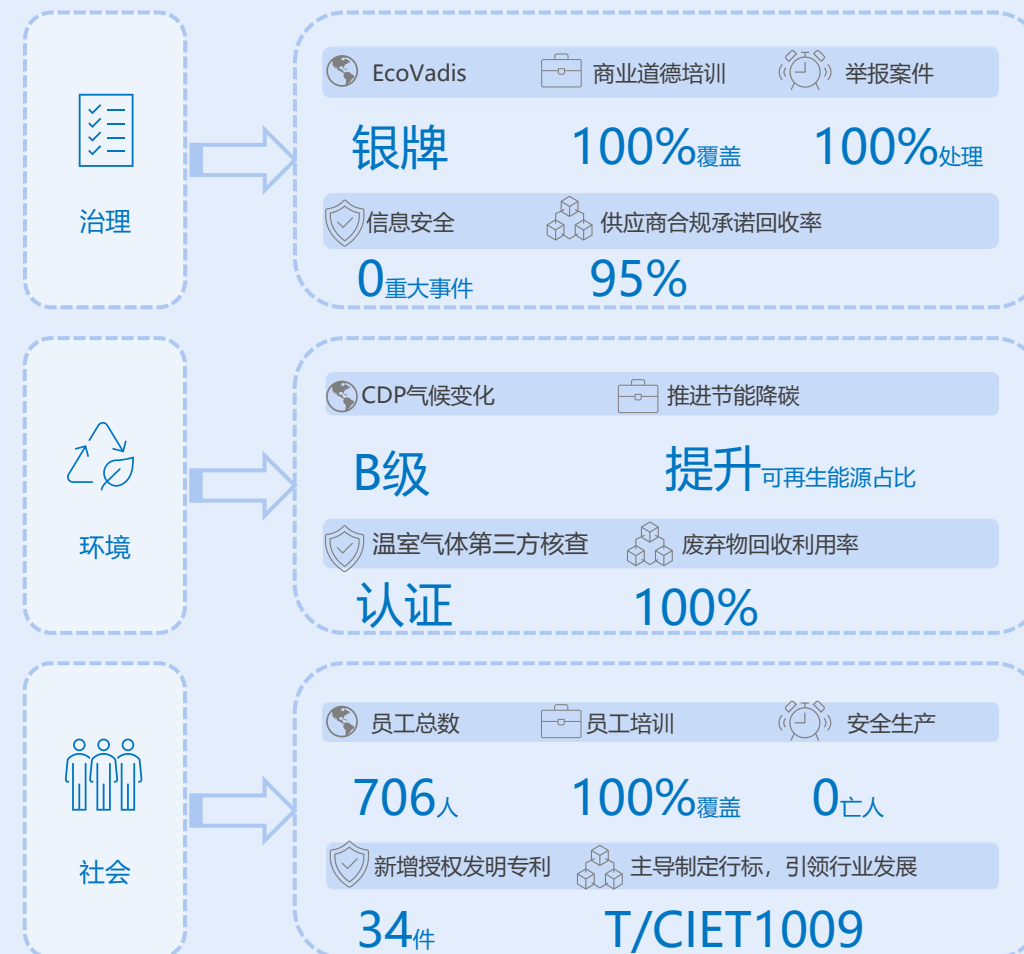 治理
EcoVadis 商业道德培训 举报案件
银牌 100%覆盖 100%处理
信息安全 供应商合规承诺回收率
0重大事件 95%
环境
CDP气候变化 推进节能降碳
B级 提升可再生能源占比
温室气体第三方核查 废弃物回收利用率
认证 100%
社会
员工总数 员工培训 安全生产
706人 100%覆盖 0亡人
新增授权发明专利 主导制定行标，引领行业发展
34件 T/CIET1009